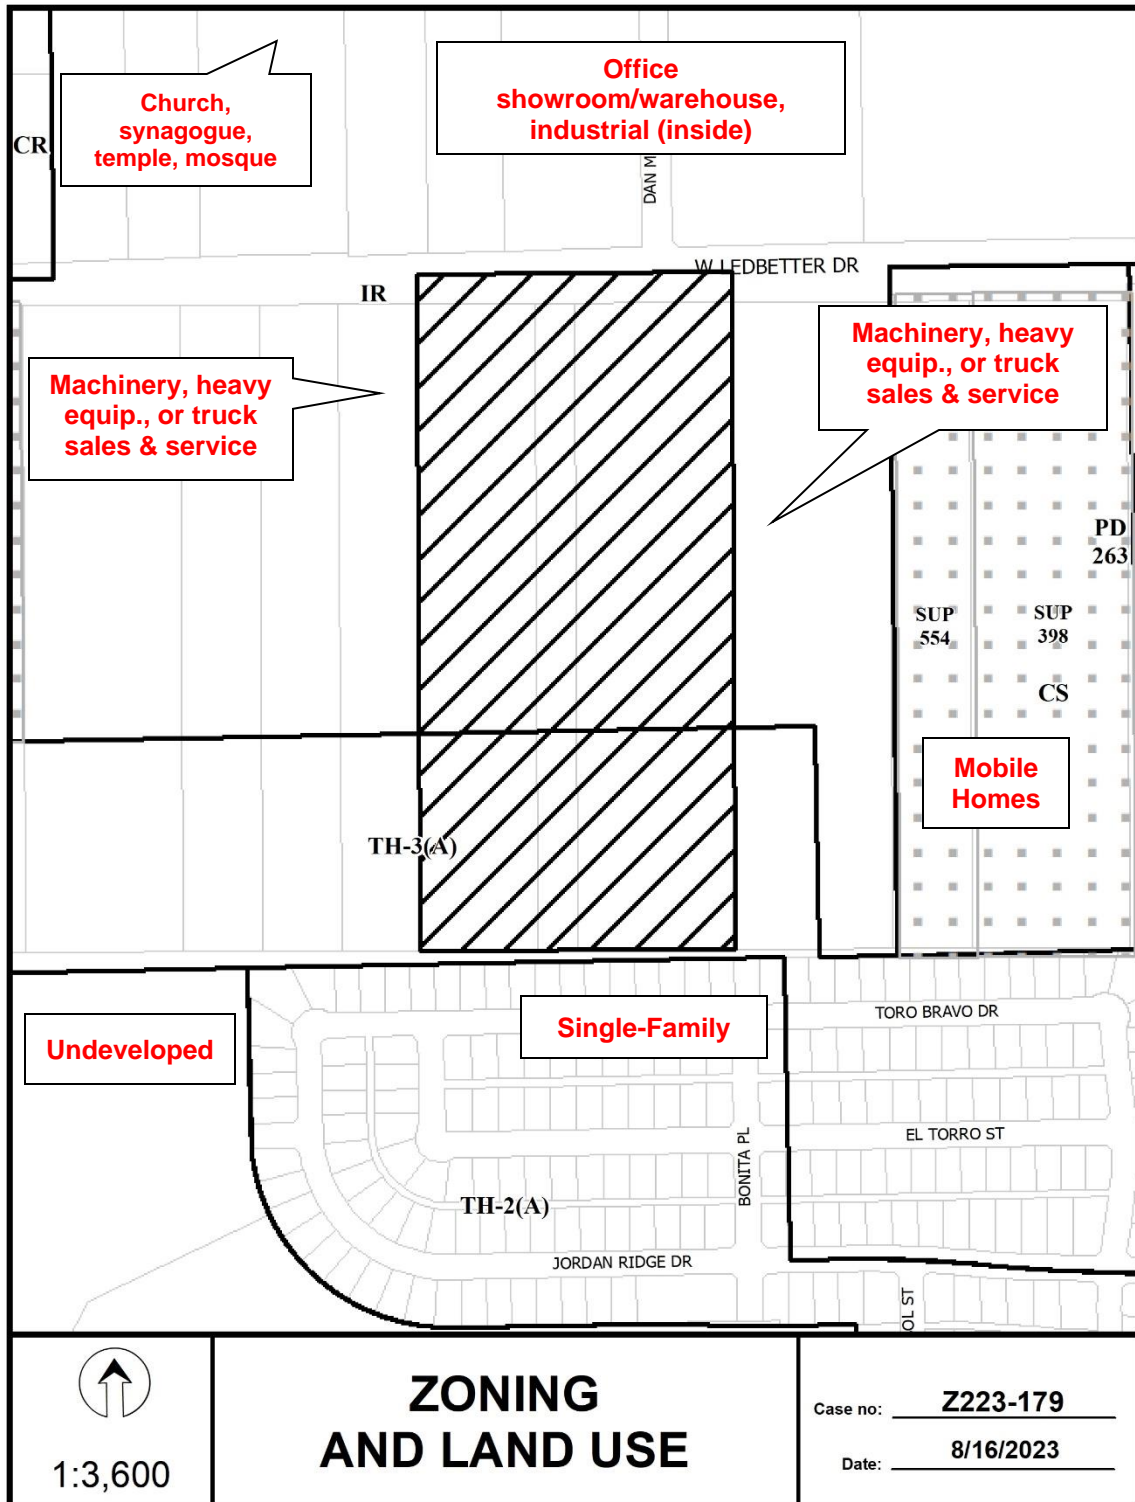 Church,
synagogue,
temple, mosque
Office
showroom/warehouse,
industrial (inside)
CR
DAN M
W LEDBETTER DR
IR
Machinery, heavy
equip., or truck
sales & service
Machinery, heavy
equip., or truck
sales & service
PD
263
SUP
554
SUP
398
CS
Mobile
Homes
TH-3(A)
Undeveloped
Single-Family
TORO BRAVO DR
EL TORRO ST
BONITA PL
TH-2(A)
JORDAN RIDGE DR
OL ST
1:3,600
ZONING
AND LAND USE
Case no: Z223-179
Date: 8/16/2023